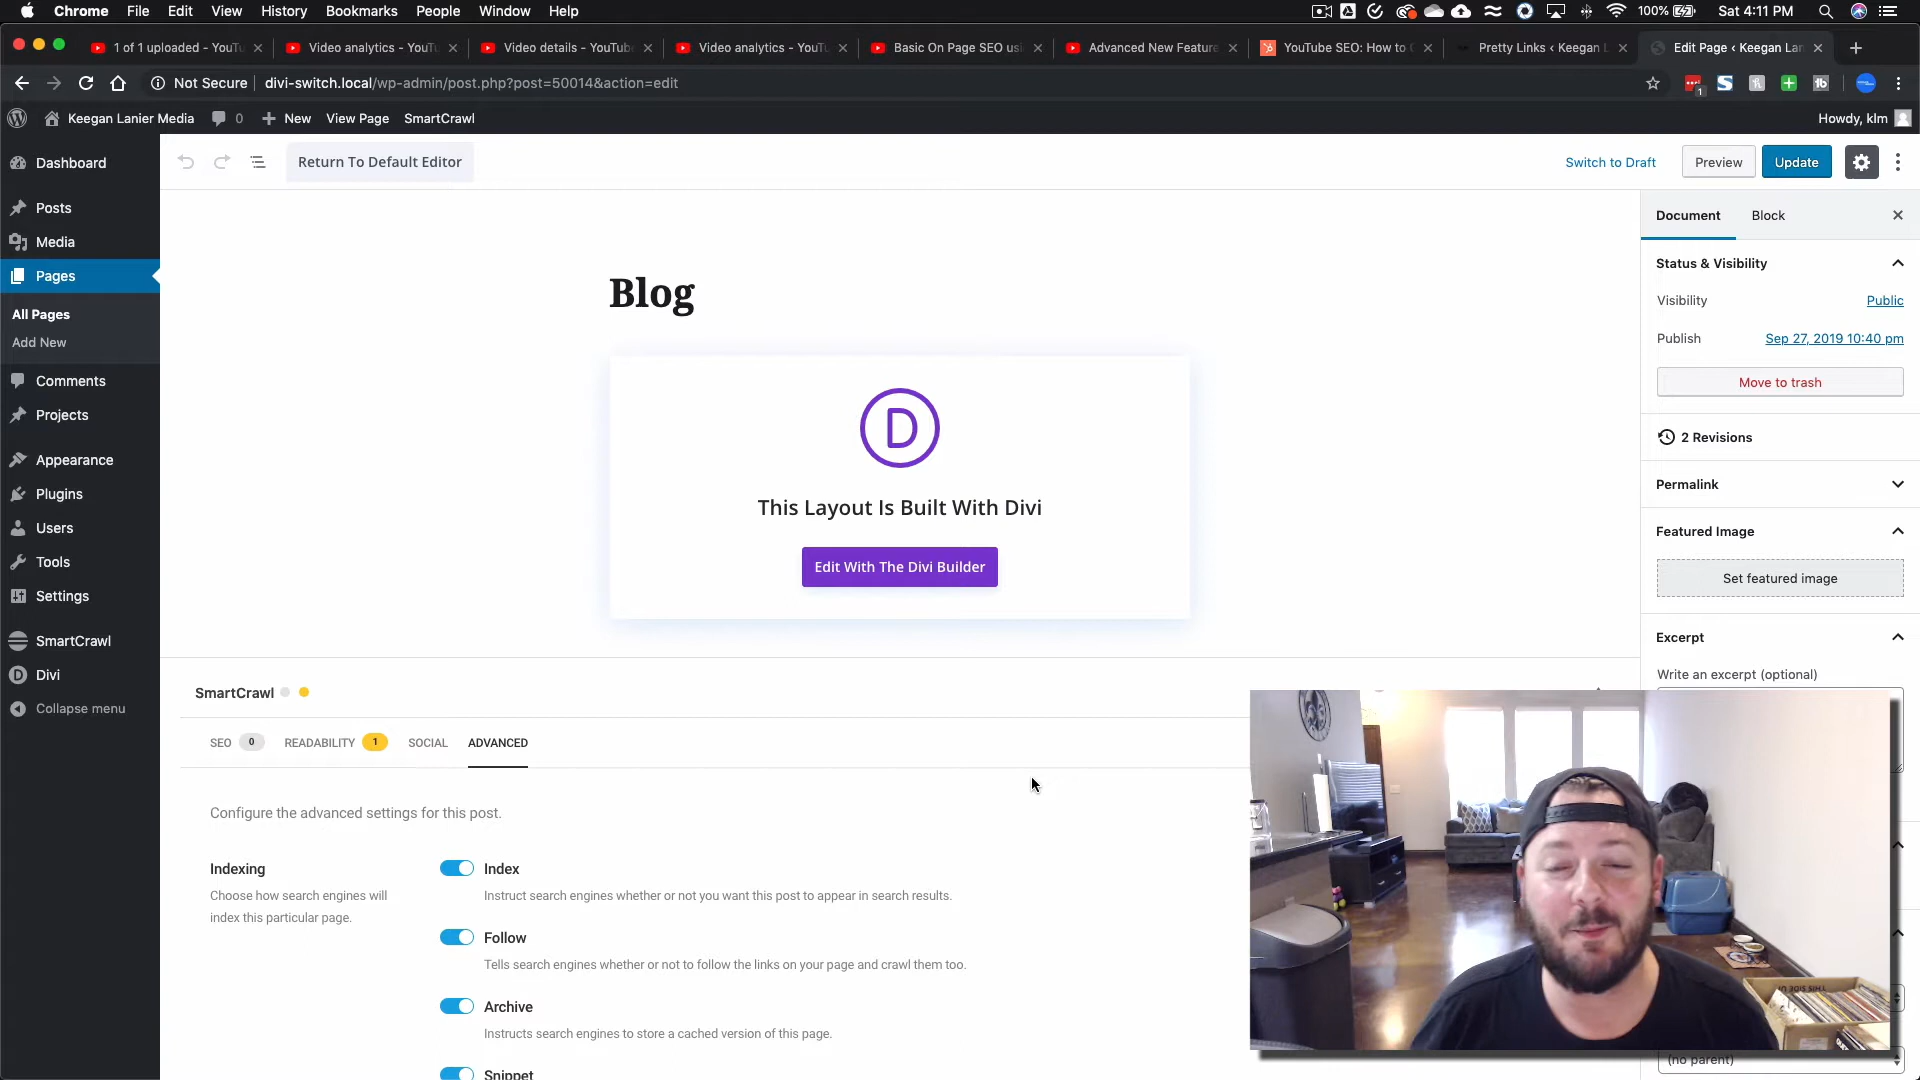 Chrome File Edit View History Bookmarks People Window Help 100% Sat 4:11 PM
1 of 1 uploaded - YouTu Video analytics - YouTu Video details - YouTube Video analytics - YouTu Basic On Page SEO usi Advanced New Feature YouTube SEO: How to Pretty Links ‹ Keegan L Edit Page ‹ Keegan Lan
Not Secure divi-switch.local/wp-admin/post.php?post=50014&action=edit
Keegan Lanier Media 0 New View Page SmartCrawl Howdy, klm
Return To Default Editor Switch to Draft Preview Update
Dashboard
Posts
Media
Pages
All Pages
Add New
Comments
Projects
Appearance
Plugins
Users
Tools
Settings
SmartCrawl
Divi
Collapse menu
Blog
D
This Layout Is Built With Divi
Edit With The Divi Builder
SmartCrawl
SEO 0 READABILITY 1 SOCIAL ADVANCED
Configure the advanced settings for this post.
Indexing
Choose how search engines will
index this particular page.
Index
Instruct search engines whether or not you want this post to appear in search results.
Follow
Tells search engines whether or not to follow the links on your page and crawl them too.
Archive
Instructs search engines to store a cached version of this page.
Snippet
Document Block
Status & Visibility
Visibility Public
Publish Sep 27, 2019 10:40 pm
Move to trash
2 Revisions
Permalink
Featured Image
Set featured image
Excerpt
Write an excerpt (optional)
(no parent)